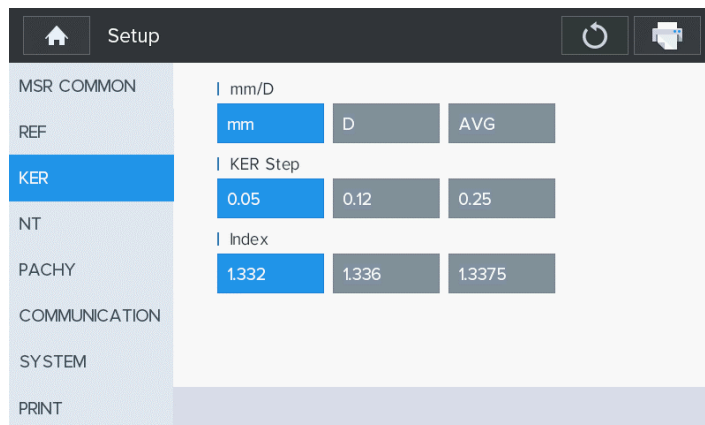 Setup
MSR COMMON
REF
KER
NT
PACHY
COMMUNICATION
SYSTEM
PRINT
mm/D
mm D AVG
KER Step
0.05 0.12 0.25
Index
1.332 1.336 1.3375